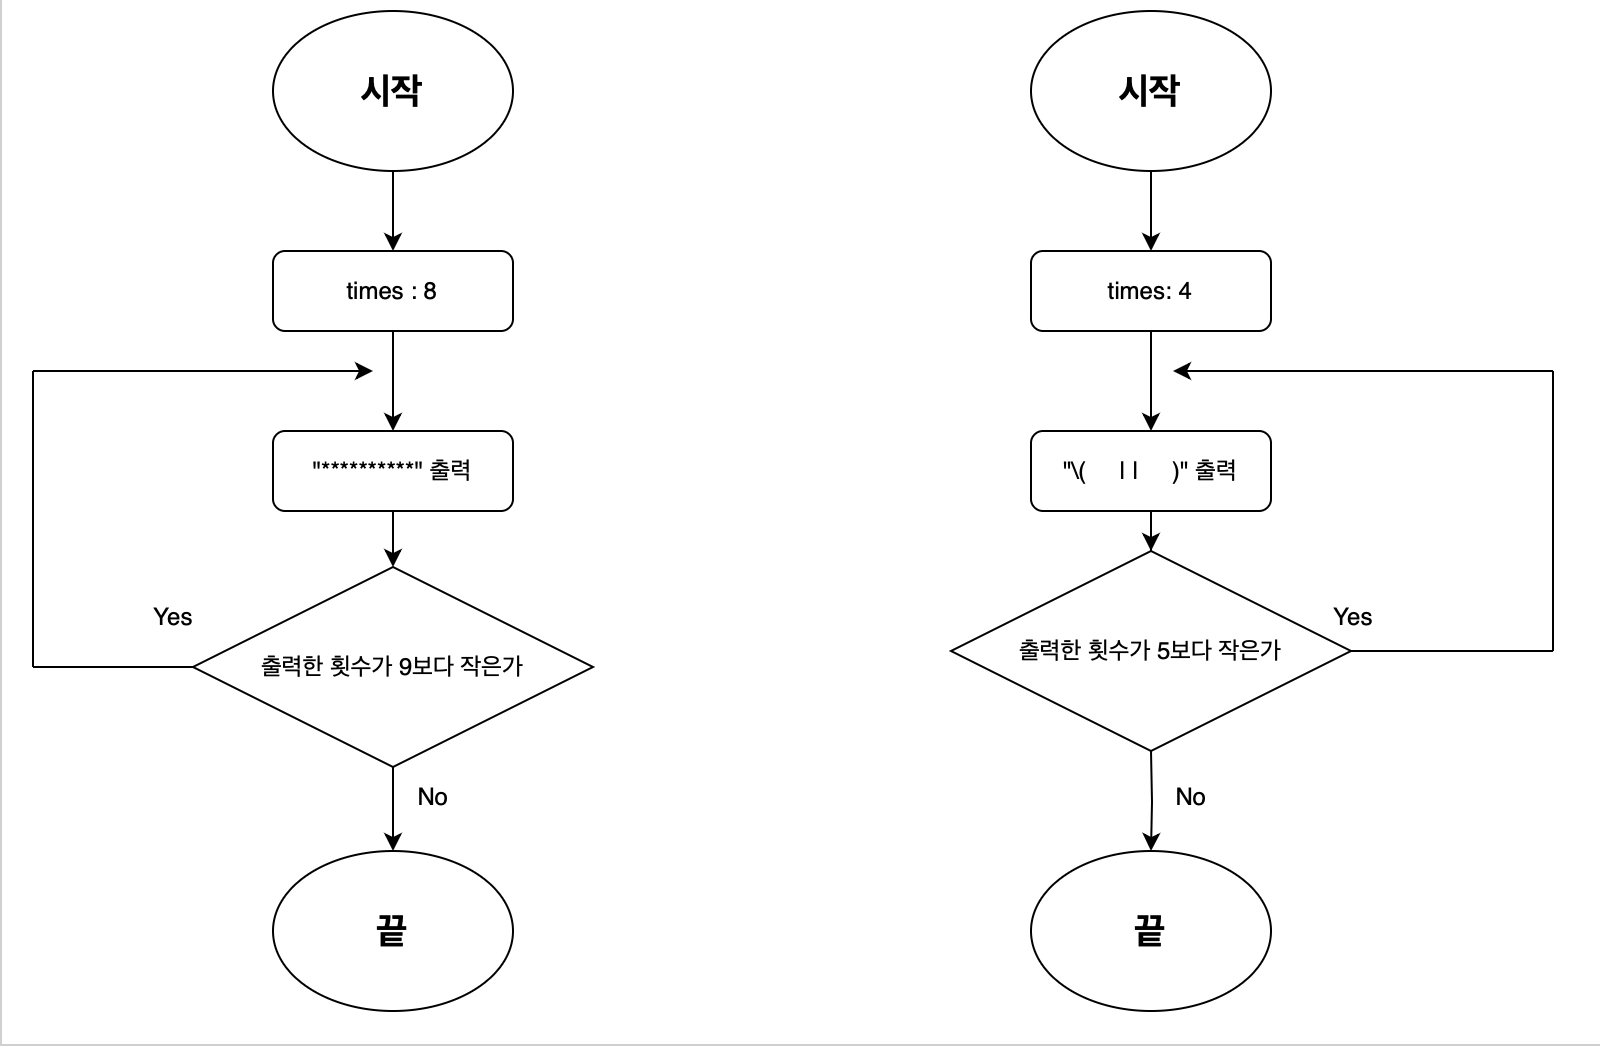 시작
times : 8
"**********" 출력
Yes
출력한 횟수가 9보다 작은가
No
끝
시작
times: 4
"\(     ㅣㅣ     )" 출력
Yes
출력한 횟수가 5보다 작은가
No
끝